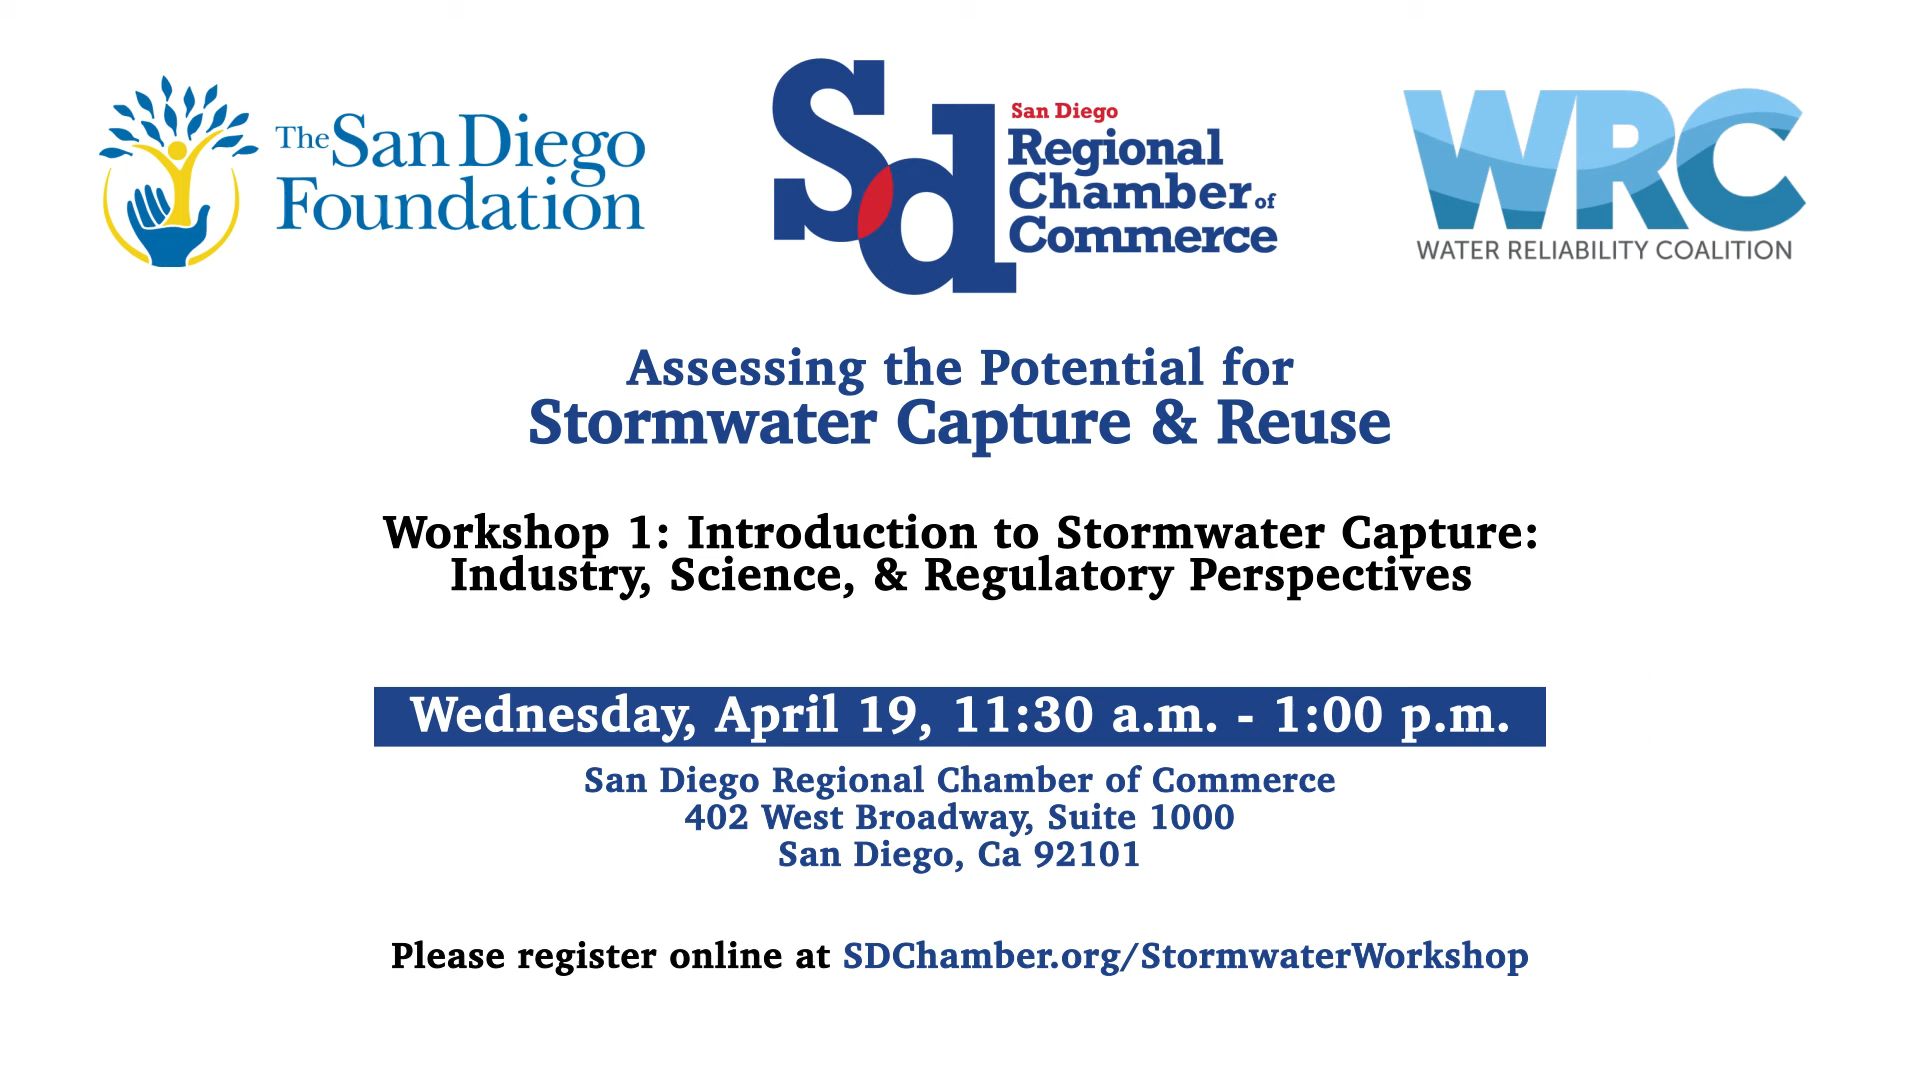 The San Diego
Foundation
Sd
San Diego
Regional
Chamber of
Commerce
WRC
WATER RELIABILITY COALITION
Assessing the Potential for
Stormwater Capture & Reuse
Workshop 1: Introduction to Stormwater Capture:
Industry, Science, & Regulatory Perspectives
Wednesday, April 19, 11:30 a.m. - 1:00 p.m.
San Diego Regional Chamber of Commerce
402 West Broadway, Suite 1000
San Diego, Ca 92101
Please register online at SDChamber.org/StormwaterWorkshop